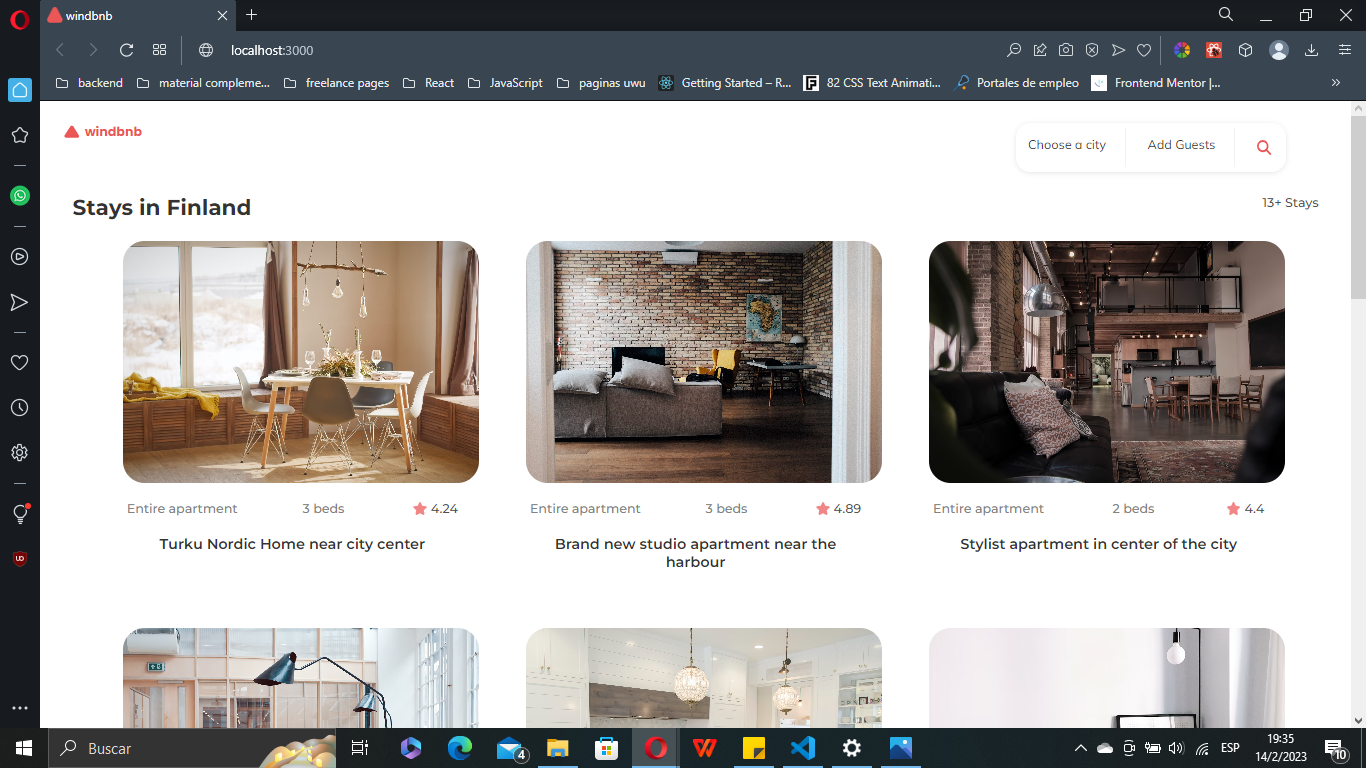 windbnb
localhost:3000
backend
material compleme...
freelance pages
React
JavaScript
paginas uwu
Getting Started – R...
82 CSS Text Animati...
Portales de empleo
Frontend Mentor |...
»
windbnb
Choose a city
Add Guests
Stays in Finland
13+ Stays
Entire apartment 3 beds 4.24
Turku Nordic Home near city center
Entire apartment 3 beds 4.89
Brand new studio apartment near the
harbour
Entire apartment 2 beds 4.4
Stylist apartment in center of the city
Buscar
4
ESP
19:35
14/2/2023
10